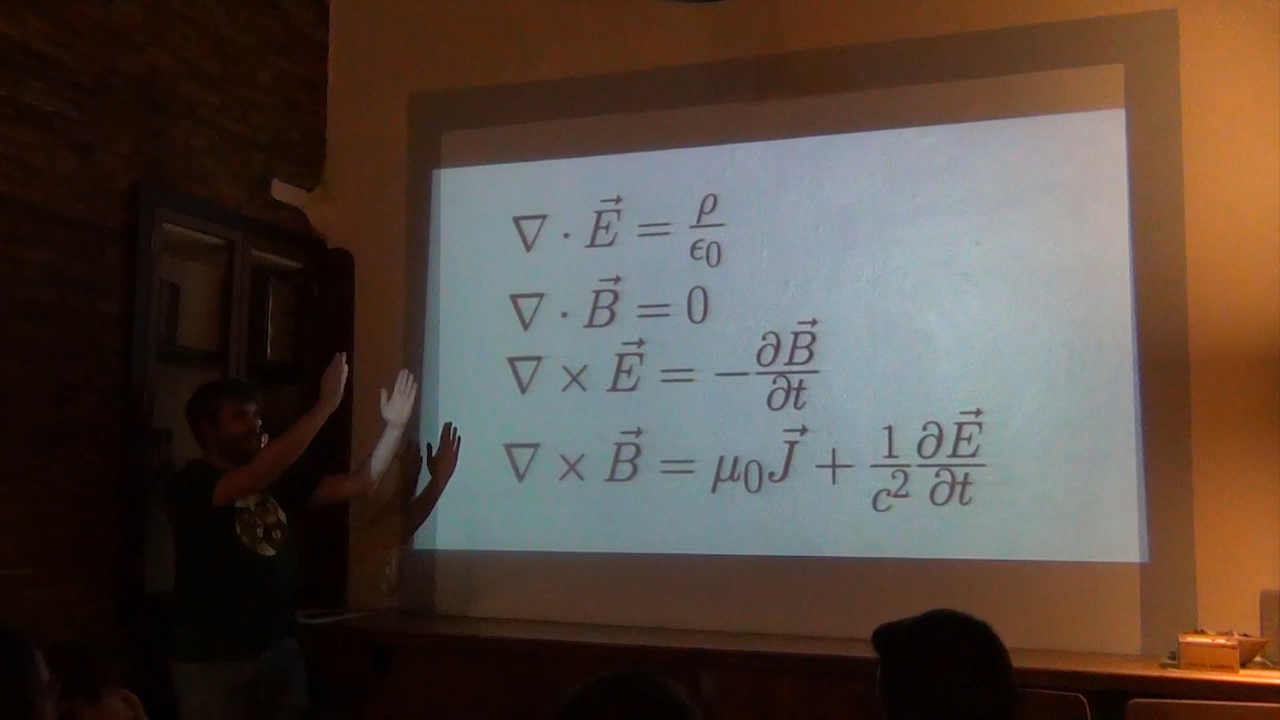 ∇ · E⃗ = ρ/ϵ₀
∇ · B⃗ = 0
∇ × E⃗ = −∂B⃗/∂t
∇ × B⃗ = μ₀J⃗ + 1/c² ∂E⃗/∂t